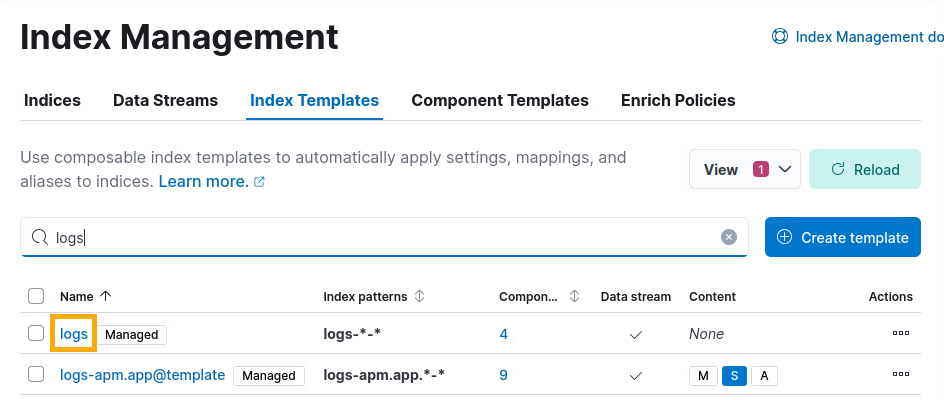 Index Management
Index Management do
Indices Data Streams Index Templates Component Templates Enrich Policies
Use composable index templates to automatically apply settings, mappings, and
aliases to indices. Learn more.
View 1
Reload
logs
Create template
Name Index patterns Compon... Data stream Content Actions
logs Managed logs-*-* 4 None
logs-apm.app@template Managed logs-apm.app.*-* 9 M S A